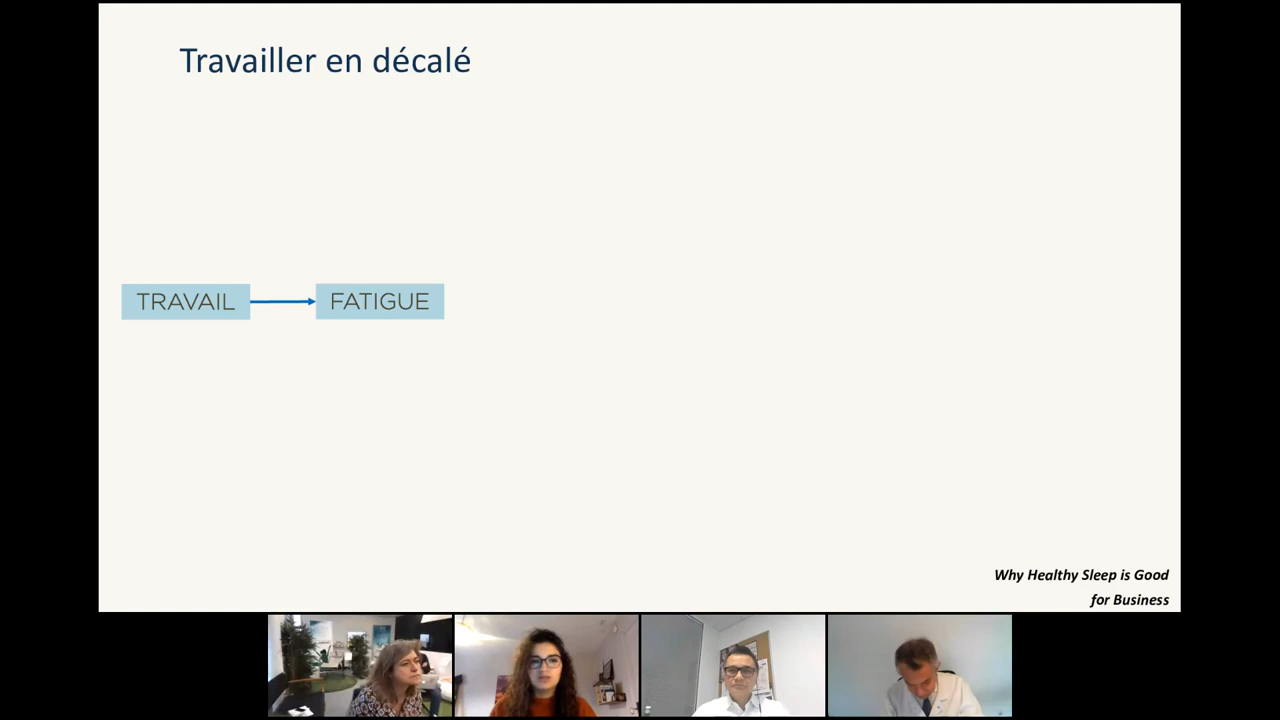 Travailler en décalé
TRAVAIL
FATIGUE
Why Healthy Sleep is Good
for Business